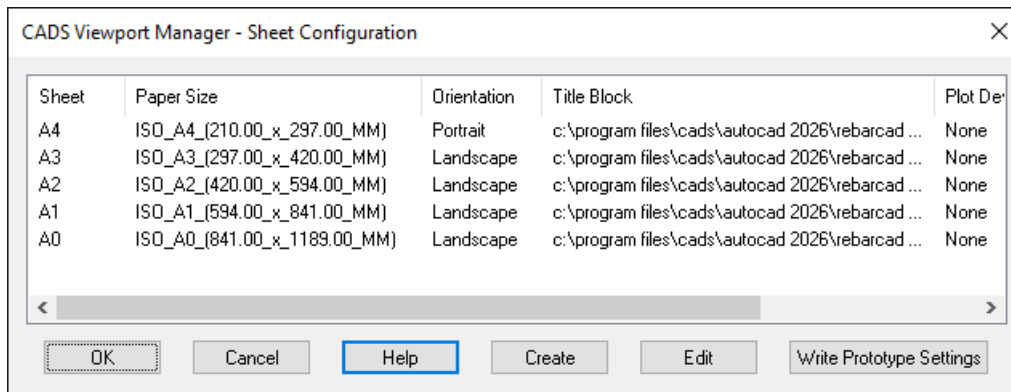 CADS Viewport Manager - Sheet Configuration
Sheet Paper Size Orientation Title Block Plot De
A4 ISO_A4_(210.00_x_297.00_MM) Portrait c:\program files\cads\autocad 2026\rebarcad ... None
A3 ISO_A3_(297.00_x_420.00_MM) Landscape c:\program files\cads\autocad 2026\rebarcad ... None
A2 ISO_A2_(420.00_x_594.00_MM) Landscape c:\program files\cads\autocad 2026\rebarcad ... None
A1 ISO_A1_(594.00_x_841.00_MM) Landscape c:\program files\cads\autocad 2026\rebarcad ... None
A0 ISO_A0_(841.00_x_1189.00_MM) Landscape c:\program files\cads\autocad 2026\rebarcad ... None
OK Cancel Help Create Edit Write Prototype Settings